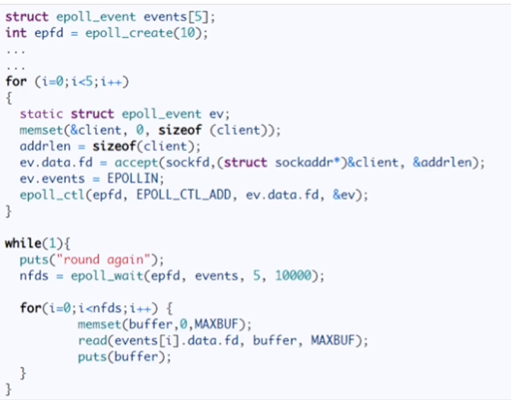 struct epoll_event events[5];
int epfd = epoll_create(10);
...
...
for (i=0;i<5;i++)
{
  static struct epoll_event ev;
  memset(&client, 0, sizeof (client));
  addrlen = sizeof(client);
  ev.data.fd = accept(sockfd,(struct sockaddr*)&client, &addrlen);
  ev.events = EPOLLIN;
  epoll_ctl(epfd, EPOLL_CTL_ADD, ev.data.fd, &ev);
}

while(1){
  puts("round again");
  nfds = epoll_wait(epfd, events, 5, 10000);

  for(i=0;i<nfds;i++) {
          memset(buffer,0,MAXBUF);
          read(events[i].data.fd, buffer, MAXBUF);
          puts(buffer);
  }
}